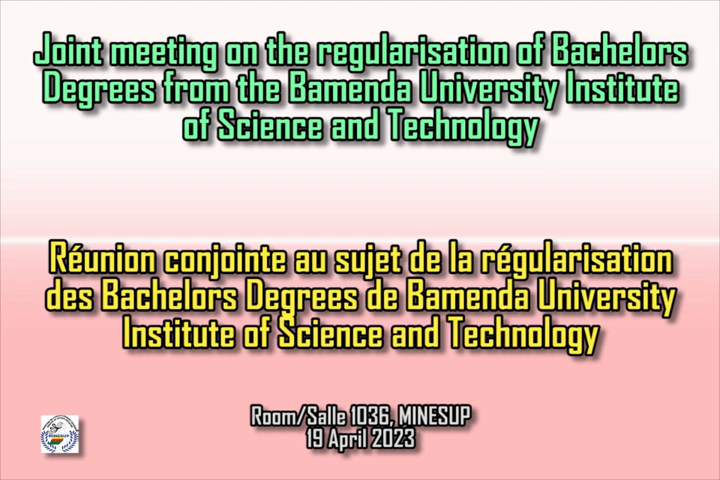 Joint meeting on the regularisation of Bachelors
Degrees from the Bamenda University Institute
of Science and Technology
Réunion conjointe au sujet de la régularisation
des Bachelors Degrees de Bamenda University
Institute of Science and Technology
Room/Salle 1036, MINESUP
19 April 2023
MINESUP